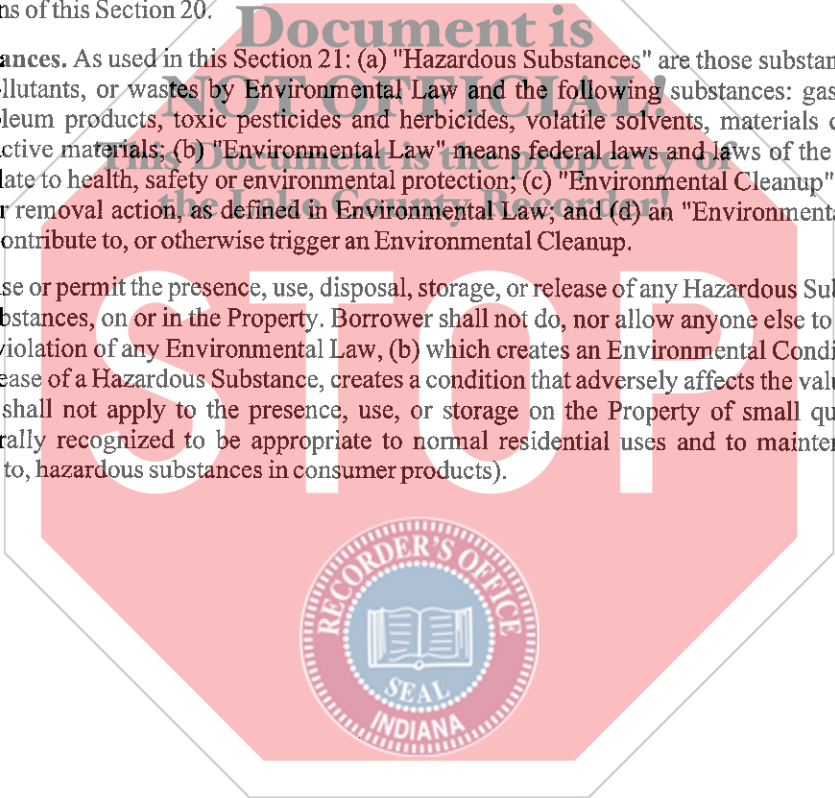 ns of this Section 20.
Document is
ances. As used in this Section 21: (a) "Hazardous Substances" are those substan
llutants, or wastes by Environmental Law and the following substances: gas
NOT OFFICIAL!
leum products, toxic pesticides and herbicides, volatile solvents, materials c
ctive materials; (b) "Environmental Law" means federal laws and laws of the
This Document is the property of
late to health, safety or environmental protection; (c) "Environmental Cleanup"
the Lake County Recorder!
r removal action, as defined in Environmental Law; and (d) an "Environmenta
ontribute to, or otherwise trigger an Environmental Cleanup.
se or permit the presence, use, disposal, storage, or release of any Hazardous Sul
bstances, on or in the Property. Borrower shall not do, nor allow anyone else to
violation of any Environmental Law, (b) which creates an Environmental Condi
ease of a Hazardous Substance, creates a condition that adversely affects the valu
shall not apply to the presence, use, or storage on the Property of small qu
rally recognized to be appropriate to normal residential uses and to mainten
to, hazardous substances in consumer products).
STOP
RECORDER'S OFFICE
SEAL
INDIANA